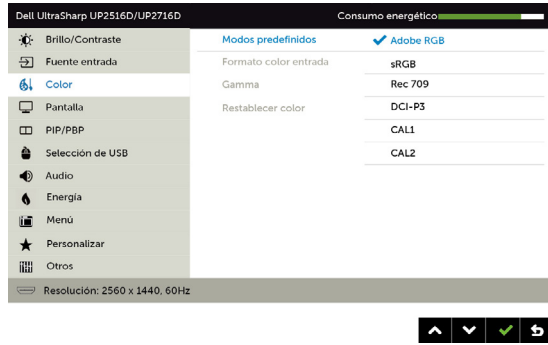 Dell UltraSharp UP2516D/UP2716D Consumo energético
Brillo/Contraste Modos predefinidos Adobe RGB
Fuente entrada Formato color entrada sRGB
Color Gamma Rec 709
Pantalla Restablecer color DCI-P3
PIP/PBP CAL1
Selección de USB CAL2
Audio
Energía
Menú
Personalizar
Otros
Resolución: 2560 x 1440, 60Hz